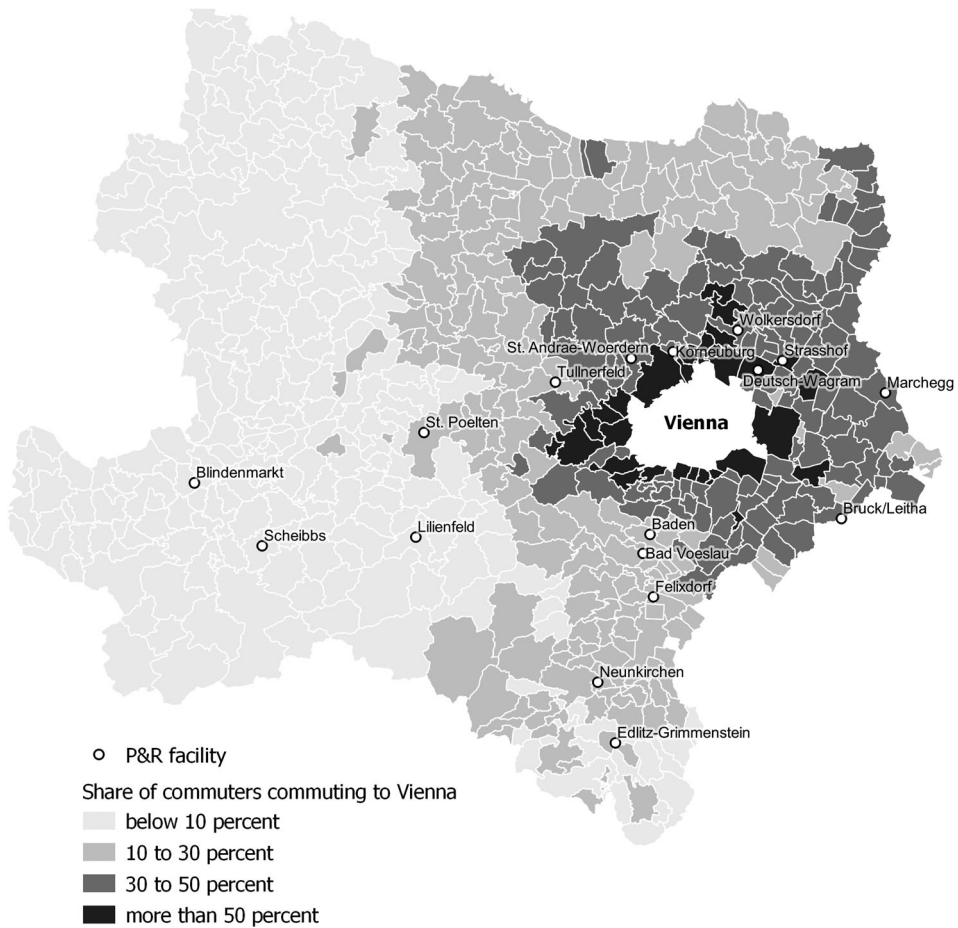 Wolkersdorf
St. Andrae-Woerdern
Korneuburg
Strasshof
Tullnerfeld
Deutsch-Wagram
Marchegg
St. Poelten
Vienna
Blindenmarkt
Bruck/Leitha
Lilienfeld
Baden
Scheibbs
Bad Voeslau
Felixdorf
Neunkirchen
Edlitz-Grimmenstein
P&R facility
Share of commuters commuting to Vienna
below 10 percent
10 to 30 percent
30 to 50 percent
more than 50 percent